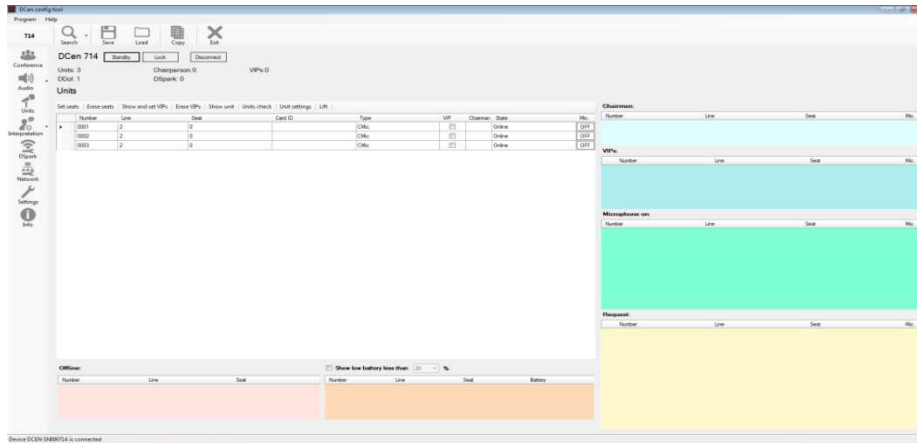 DCen config tool
Program Help
714
Search Save Load Copy Exit
Conference
Audio
Units
Interpretation
DSpark
Network
Settings
Info
DCen 714 Standby Lock Disconnect
Units: 3 Chairperson:0 VIPs:0
DDol: 1 DSpark: 0
Units
Set seats Erase seats Show and set VIPs Erase VIPs Show unit Units check Unit settings Lift
Number Line Seat Card ID Type VIP Chairman State Mic.
0001 2 0 CMic Online OFF
0002 2 0 CMic Online OFF
0003 2 0 CMic Online OFF
Chairmen:
Number Line Seat Mic.
VIPs:
Number Line Seat Mic.
Microphone on:
Number Line Seat Mic.
Request:
Number Line Seat Mic.
Offline:
Number Line Seat
Show low battery less than %
Number Line Seat Battery
Device DCEN SN000714 is connected